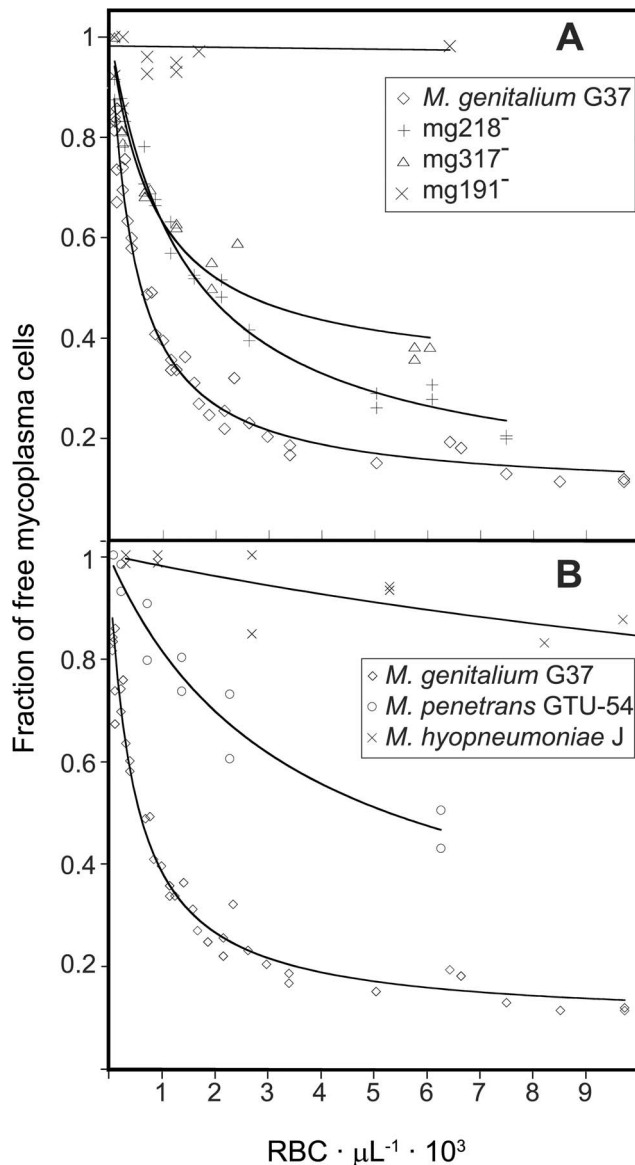 A
1
0.8
0.6
0.4
0.2
◇ M. genitalium G37
+ mg218⁻
△ mg317⁻
× mg191⁻
Fraction of free mycoplasma cells
B
1
0.8
0.6
0.4
0.2
◇ M. genitalium G37
○ M. penetrans GTU-54
× M. hyopneumoniae J
1 2 3 4 5 6 7 8 9
RBC · µL⁻¹ · 10³